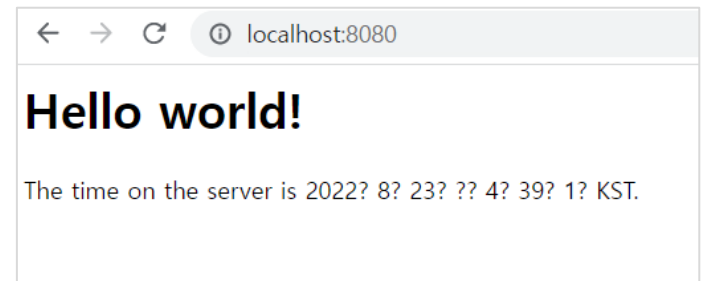 localhost:8080
Hello world!
The time on the server is 2022? 8? 23? ?? 4? 39? 1? KST.